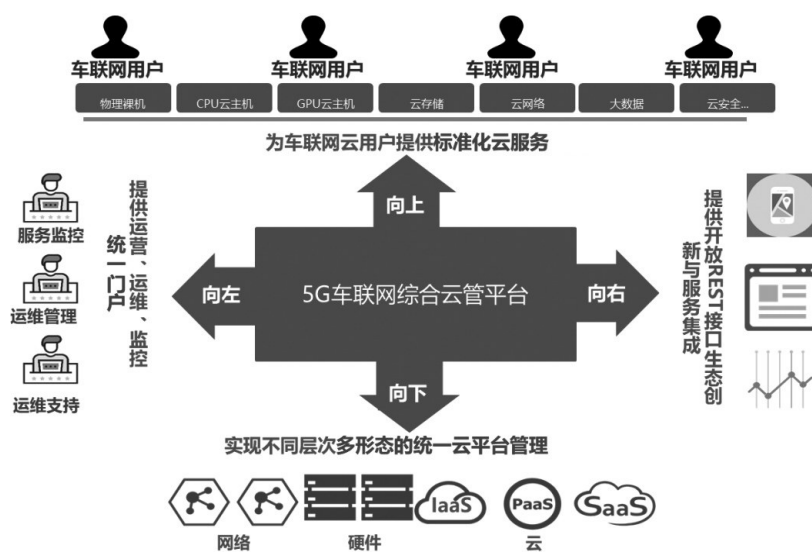 车联网用户
车联网用户
车联网用户
车联网用户
物理裸机
CPU云主机
GPU云主机
云存储
云网络
大数据
云安全...
为车联网云用户提供标准化云服务
向上
服务监控
运维管理
运维支持
提供运营、运维、监控
统一门户
向左
5G车联网综合云管平台
向右
提供开放REST接口生态创
新与服务集成
向下
实现不同层次多形态的统一云平台管理
IaaS
PaaS
SaaS
网络
硬件
云